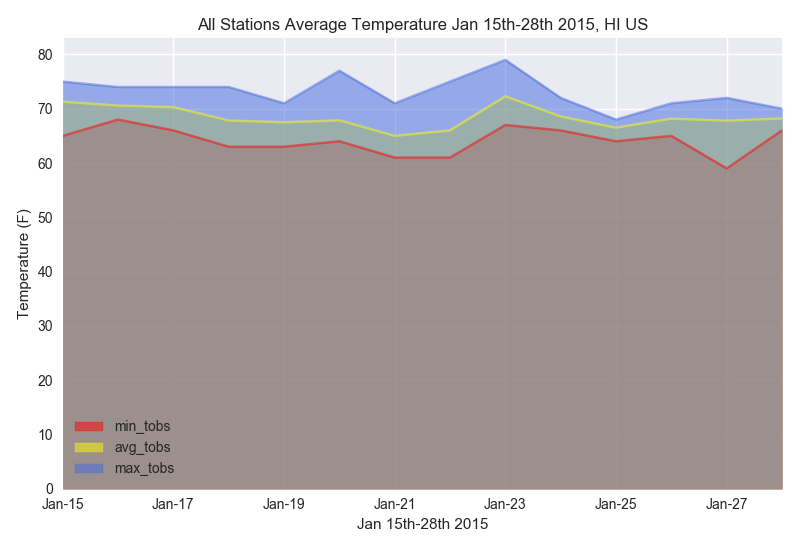 All Stations Average Temperature Jan 15th-28th 2015, HI US
Temperature (F)
80
70
60
50
40
30
20
10
0
min_tobs
avg_tobs
max_tobs
Jan-15 Jan-17 Jan-19 Jan-21 Jan-23 Jan-25 Jan-27
Jan 15th-28th 2015